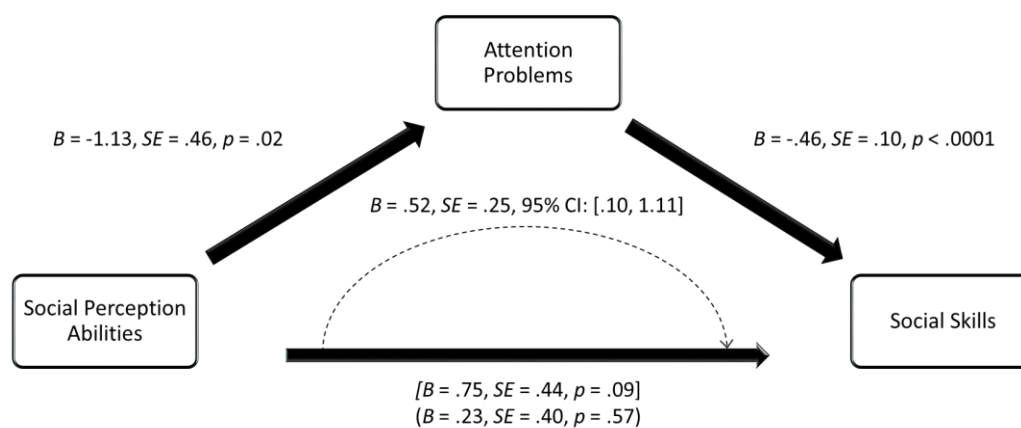 Attention
Problems
B = -1.13, SE = .46, p = .02
B = -.46, SE = .10, p < .0001
B = .52, SE = .25, 95% CI: [.10, 1.11]
Social Perception
Abilities
Social Skills
[B = .75, SE = .44, p = .09]
(B = .23, SE = .40, p = .57)